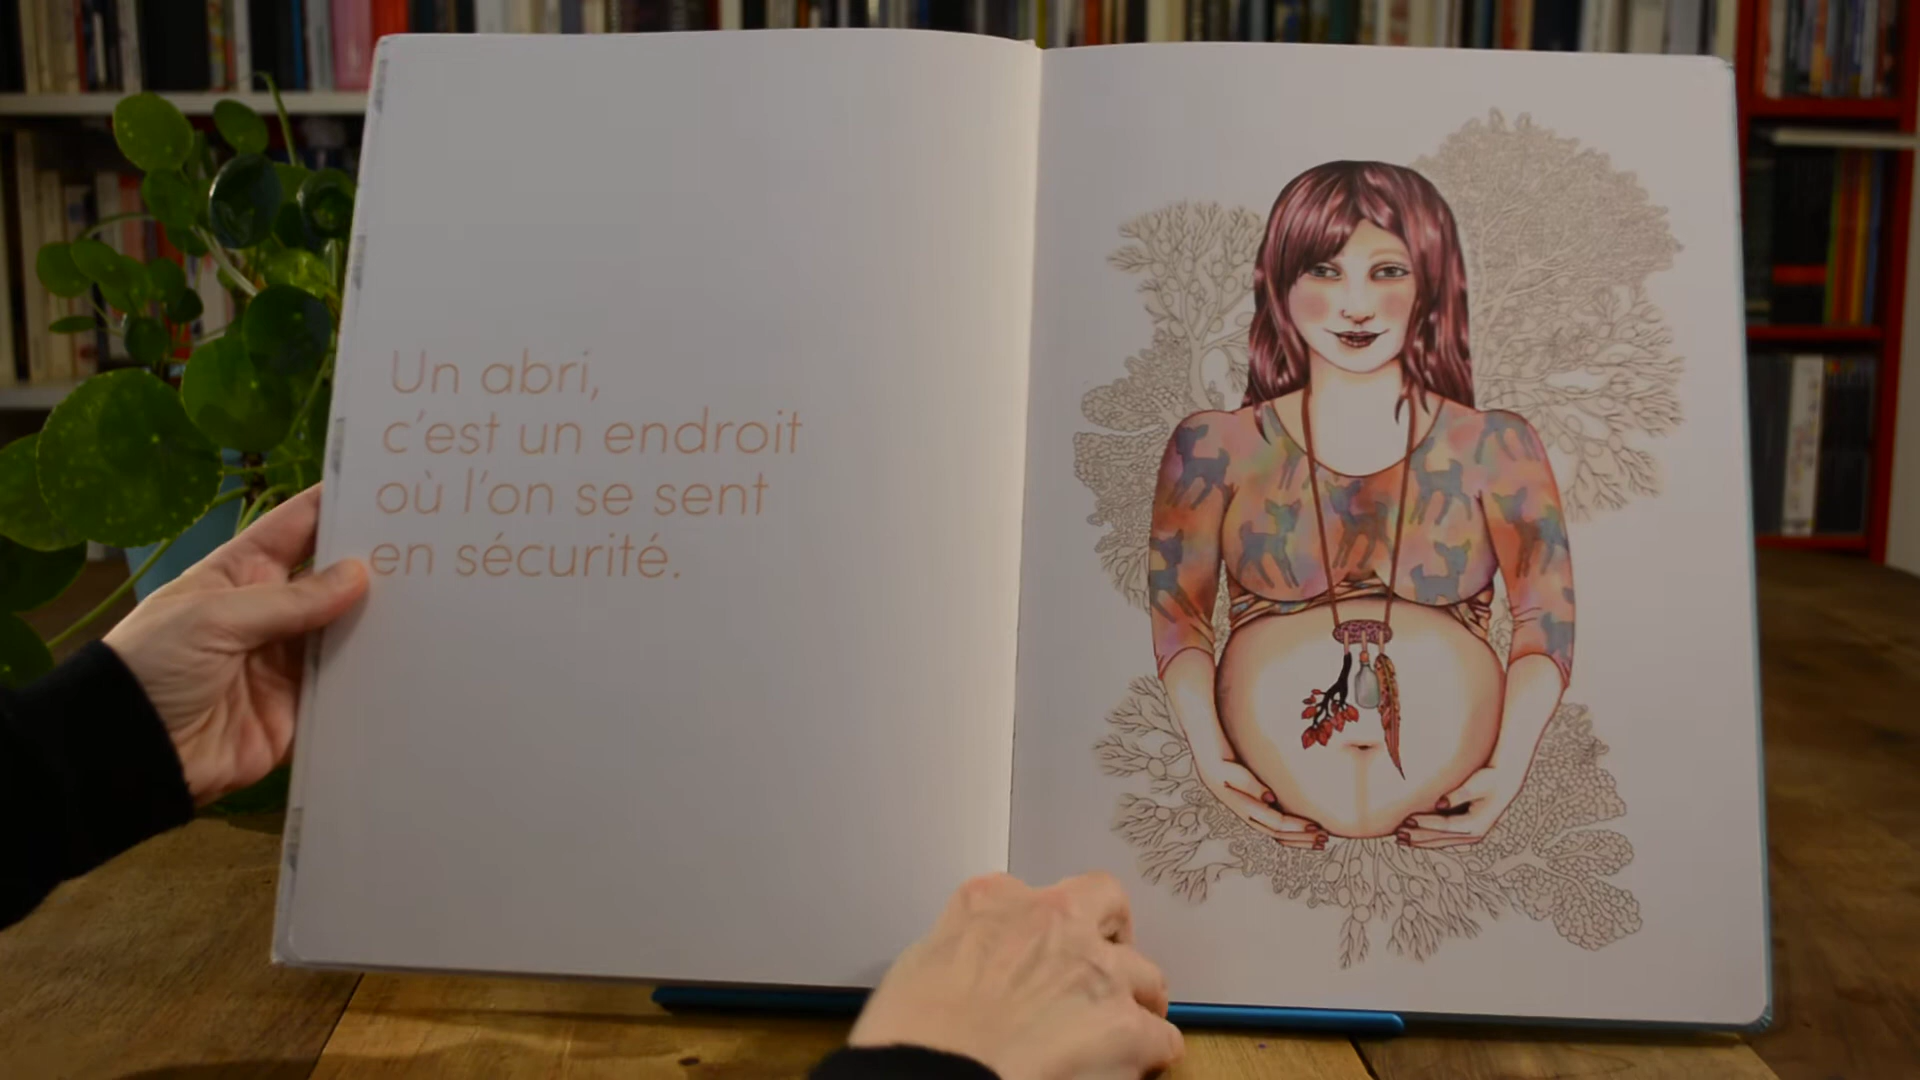 Un abri,
c'est un endroit
où l'on se sent
en sécurité.